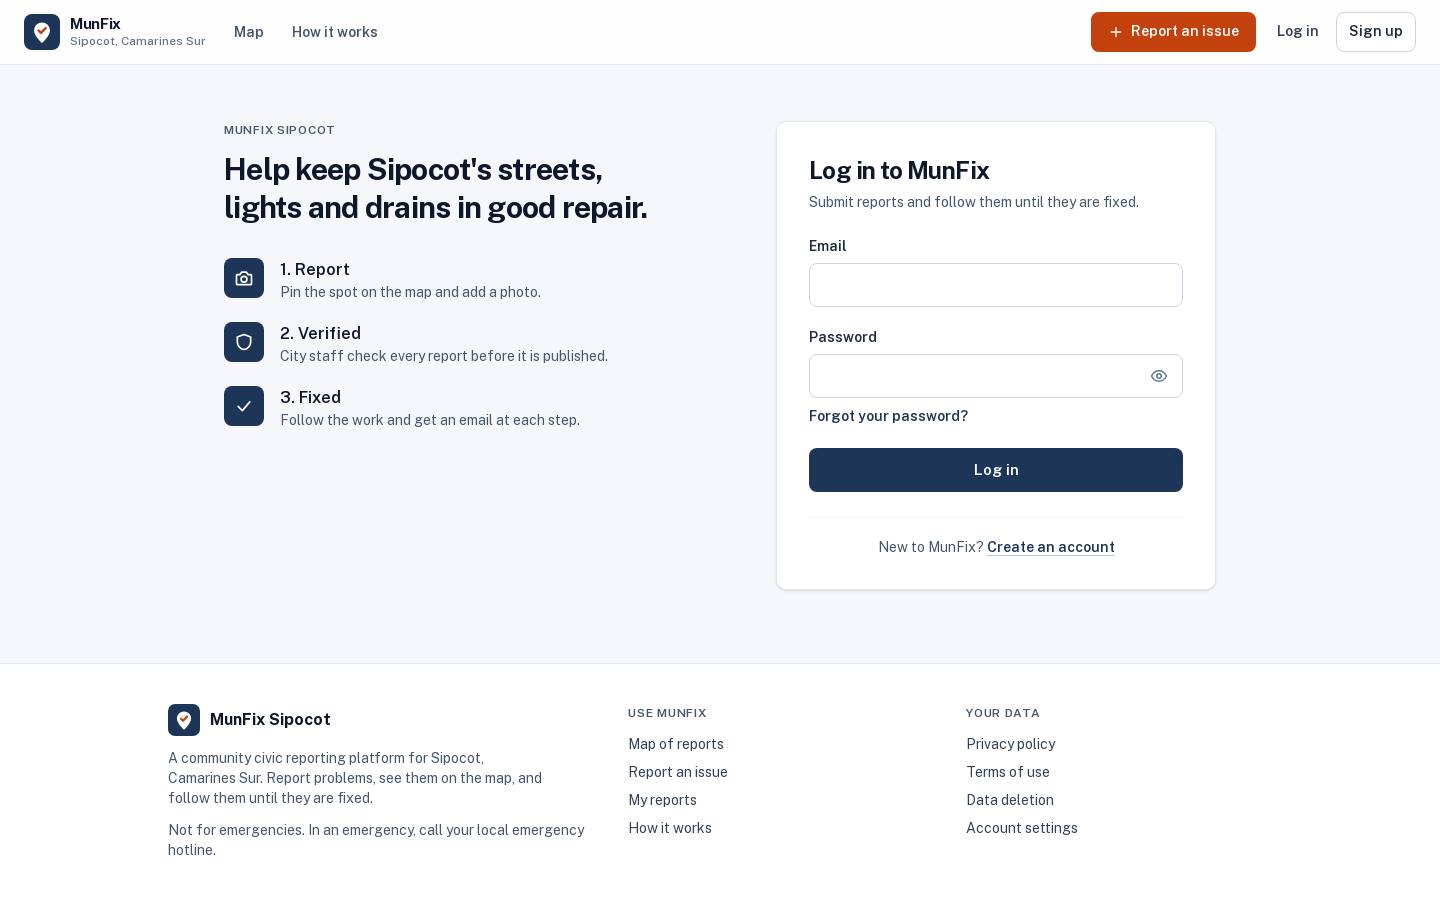 MunFix
Sipocot, Camarines Sur
Map
How it works
Report an issue
Log in
Sign up
MUNFIX SIPOCOT
Help keep Sipocot's streets,
lights and drains in good repair.
1. Report
Pin the spot on the map and add a photo.
2. Verified
City staff check every report before it is published.
3. Fixed
Follow the work and get an email at each step.
Log in to MunFix
Submit reports and follow them until they are fixed.
Email
Password
Forgot your password?
Log in
New to MunFix? Create an account
MunFix Sipocot
A community civic reporting platform for Sipocot,
Camarines Sur. Report problems, see them on the map, and
follow them until they are fixed.
Not for emergencies. In an emergency, call your local emergency
hotline.
USE MUNFIX
Map of reports
Report an issue
My reports
How it works
YOUR DATA
Privacy policy
Terms of use
Data deletion
Account settings